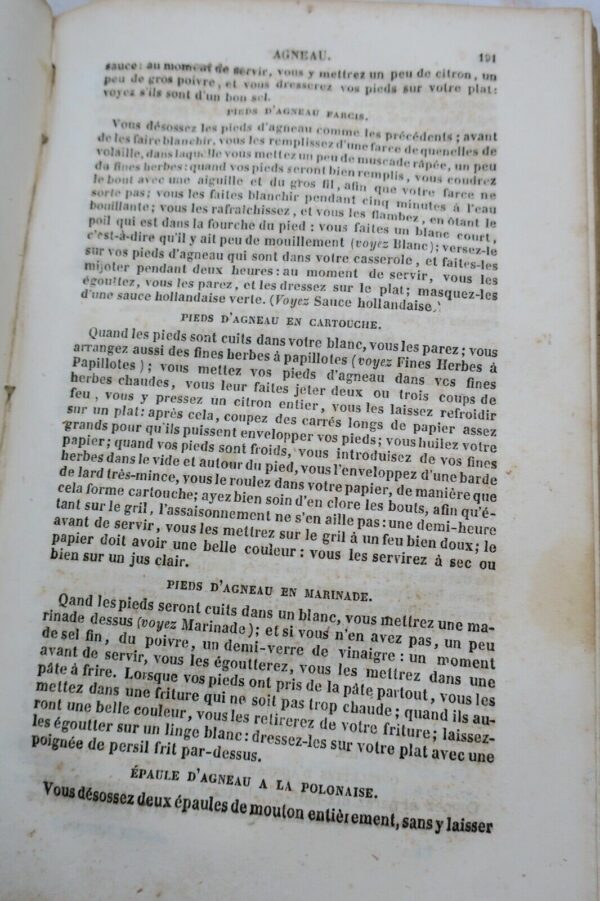 AGNEAU. 191
sauce: au moment de servir, vous y mettrez un peu de citron, un
peu de gros poivre, et vous dresserez vos pieds sur votre plat:
voyez s'ils sont d'un bon sel.
PIEDS D'AGNEAU FARCIS.
Vous désossez les pieds d'agneau comme les précédents; avant
de les faire blanchir, vous les remplissez d'une farce de quenelles de
volaille, dans laquelle vous mettez un peu de muscade râpée, un peu
da fines herbes: quand vos pieds seront bien remplis, vous coudrez
le bout avec une aiguille et du gros fil, afin que votre farce ne
sorte pas; vous les faites blanchir pendant cinq minutes à l'eau
bouillante; vous les rafraîchissez, et vous les flambez, en ôtant le
poil qui est dans la fourche du pied: vous faites un blanc court,
c'est-à-dire qu'il y ait peu de mouillement (voyez Blanc); versez-le
sur vos pieds d'agneau qui sont dans votre casserole, et faites-les
mijoter pendant deux heures: au moment de servir, vous les
égouttez, vous les parez, et les dressez sur le plat; masquez-les
d'une sauce hollandaise verte. (Voyez Sauce hollandaise.)
PIEDS D'AGNEAU EN CARTOUCHE.
Quand les pieds sont cuits dans votre blanc, vous les parez; vous
arrangez aussi des fines herbes à papillotes (voyez Fines Herbes à
Papillotes); vous mettez vos pieds d'agneau dans vos fines
herbes chaudes, vous leur faites jeter deux ou trois coups de
feu, vous y pressez un citron entier, vous les laissez refroidir
sur un plat: après cela, coupez des carrés longs de papier assez
grands pour qu'ils puissent envelopper vos pieds; vous huilez votre
papier; quand vos pieds sont froids, vous introduisez de vos fines
herbes dans le vide et autour du pied, vous l'enveloppez d'une barde
de lard très-mince, vous le roulez dans votre papier, de manière que
cela forme cartouche; ayez bien soin d'en clore les bouts, afin qu'é-
tant sur le gril, l'assaisonnement ne s'en aille pas: une demi-heure
avant de servir, vous les mettrez sur le gril à un feu bien doux; le
papier doit avoir une belle couleur: vous les servirez à sec ou
bien sur un jus clair.
PIEDS D'AGNEAU EN MARINADE.
Qand les pieds seront cuits dans un blanc, vous mettrez une ma-
rinade dessus (voyez Marinade); et si vous n'en avez pas, un peu
de sel fin, du poivre, un demi-verre de vinaigre: un moment
avant de servir, vous les égoutterez, vous les mettrez dans une
pâte à frire. Lorsque vos pieds ont pris de la pâte partout, vous les
mettez dans une friture qui ne soit pas trop chaude; quand ils au-
ront une belle couleur, vous les retirerez de votre friture; laissez-
les égoutter sur un linge blanc: dressez-les sur votre plat avec une
poignée de persil frit par-dessus.
ÉPAULE D'AGNEAU A LA POLONAISE.
Vous désossez deux épaules de mouton entièrement, sans y laisser